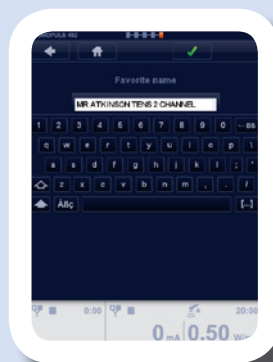 Favorite name
MR ATKINSON TENS 2 CHANNEL
1 2 3 4 5 6 7 8 9 0 ←BS
q w e r t y u i o p \
a s d f g h j k l ; '
z x c v b n m , . /
Äßç [...]
0:00 20:00
0 mA 0.50